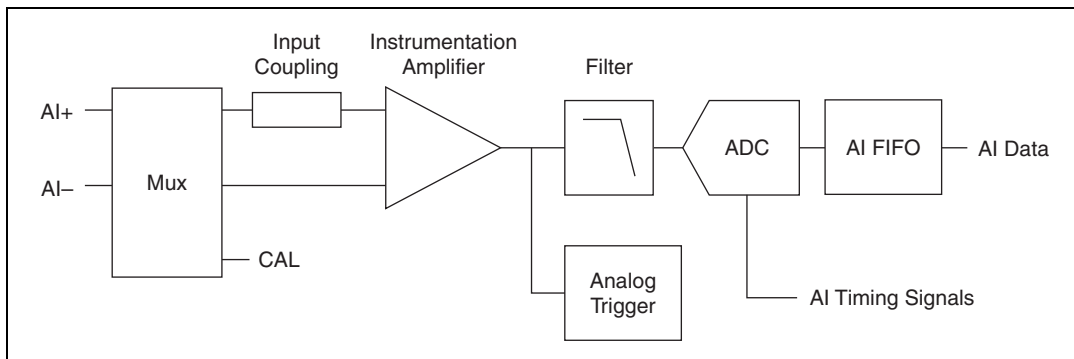 Input
Coupling
Instrumentation
Amplifier
Filter
AI+
AI–
Mux
CAL
ADC
AI FIFO
AI Data
Analog
Trigger
AI Timing Signals